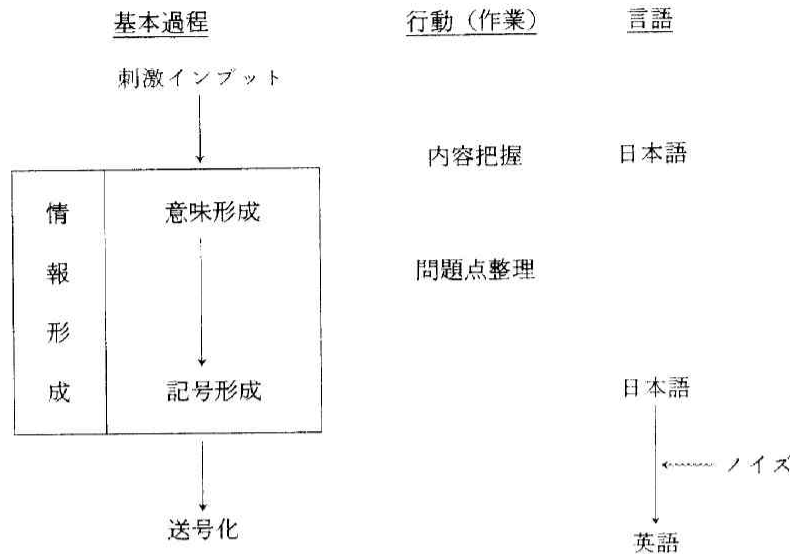 基本過程 行動(作業) 言語
刺激インプット
内容把握 日本語
情報形成
意味形成
問題点整理
記号形成
日本語
ノイズ
送号化
英語